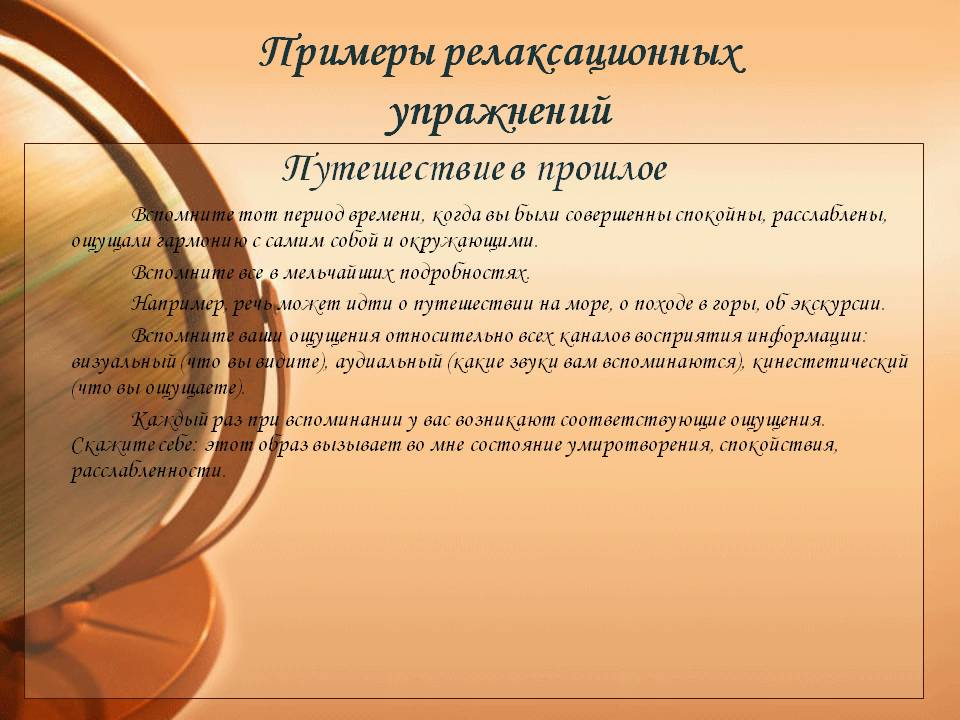 Примеры релаксационных
упражнений
Путешествие в прошлое
Вспомните тот период времени, когда вы были совершенны спокойны, расслаблены,
ощущали гармонию с самим собой и окружающими.
Вспомните все в мельчайших подробностях.
Например, речь может идти о путешествии на море, о походе в горы, об экскурсии.
Вспомните ваши ощущения относительно всех каналов восприятия информации:
визуальный (что вы видите), аудиальный (какие звуки вам вспоминаются), кинестетический
(что вы ощущаете).
Каждый раз при вспоминании у вас возникают соответствующие ощущения.
Скажите себе: этот образ вызывает во мне состояние умиротворения, спокойствия,
расслабленности.